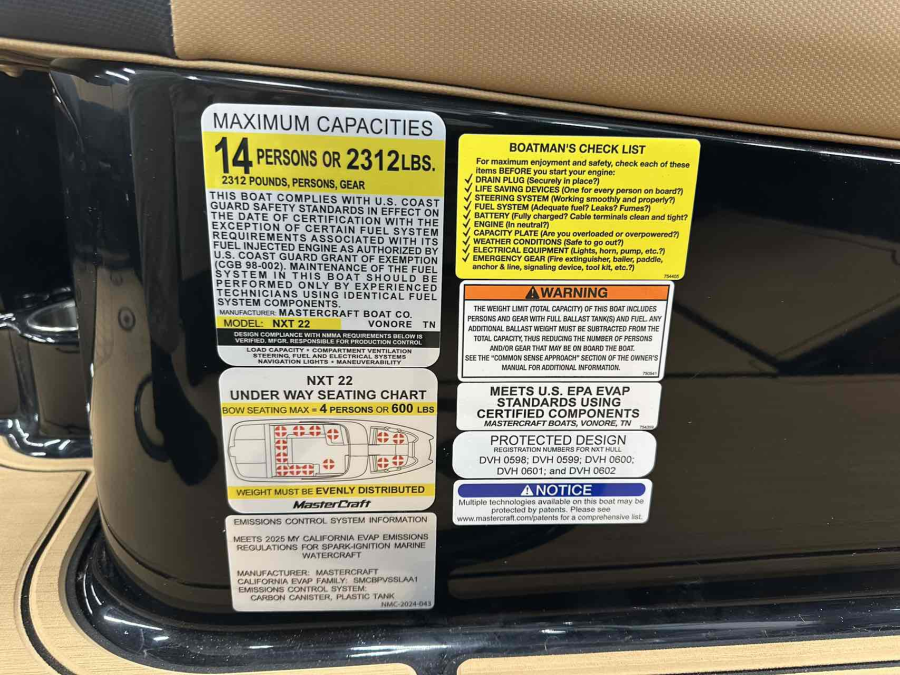 MAXIMUM CAPACITIES
14 PERSONS OR 2312 LBS.
2312 POUNDS, PERSONS, GEAR
THIS BOAT COMPLIES WITH U.S. COAST
GUARD SAFETY STANDARDS IN EFFECT ON
THE DATE OF CERTIFICATION WITH THE
EXCEPTION OF CERTAIN FUEL SYSTEM
REQUIREMENTS ASSOCIATED WITH ITS
FUEL INJECTED ENGINE AS AUTHORIZED BY
U.S. COAST GUARD GRANT OF EXEMPTION
(CGB 98-002). MAINTENANCE OF THE FUEL
SYSTEM IN THIS BOAT SHOULD BE
PERFORMED ONLY BY EXPERIENCED
TECHNICIANS USING IDENTICAL FUEL
SYSTEM COMPONENTS.
MANUFACTURER: MASTERCRAFT BOAT CO.
MODEL: NXT 22 VONORE TN
DESIGN COMPLIANCE WITH NMMA REQUIREMENTS BELOW IS
VERIFIED. MFGR. RESPONSIBLE FOR PRODUCTION CONTROL
LOAD CAPACITY • COMPARTMENT VENTILATION
STEERING, FUEL AND ELECTRICAL SYSTEMS
NAVIGATION LIGHTS • MANEUVERABILITY
NXT 22
UNDER WAY SEATING CHART
BOW SEATING MAX = 4 PERSONS OR 600 LBS
WEIGHT MUST BE EVENLY DISTRIBUTED
MasterCraft
EMISSIONS CONTROL SYSTEM INFORMATION
MEETS 2025 MY CALIFORNIA EVAP EMISSIONS
REGULATIONS FOR SPARK-IGNITION MARINE
WATERCRAFT
MANUFACTURER: MASTERCRAFT
CALIFORNIA EVAP FAMILY: SMCBPVSSLAA1
EMISSIONS CONTROL SYSTEM:
CARBON CANISTER, PLASTIC TANK
NMC-2024-043
BOATMAN'S CHECK LIST
For maximum enjoyment and safety, check each of these
items BEFORE you start your engine:
✓ DRAIN PLUG (Securely in place?)
✓ LIFE SAVING DEVICES (One for every person on board?)
✓ STEERING SYSTEM (Working smoothly and properly?)
✓ FUEL SYSTEM (Adequate fuel? Leaks? Fumes?)
✓ BATTERY (Fully charged? Cable terminals clean and tight?
✓ ENGINE (In neutral?)
✓ CAPACITY PLATE (Are you overloaded or overpowered?)
✓ WEATHER CONDITIONS (Safe to go out?)
✓ ELECTRICAL EQUIPMENT (Lights, horn, pump, etc.?)
✓ EMERGENCY GEAR (Fire extinguisher, bailer, paddle,
anchor & line, signaling device, tool kit, etc.?)
WARNING
THE WEIGHT LIMIT (TOTAL CAPACITY) OF THIS BOAT INCLUDES
PERSONS AND GEAR WITH FULL BALLAST TANK(S) AND FUEL. ANY
ADDITIONAL BALLAST WEIGHT MUST BE SUBTRACTED FROM THE
TOTAL CAPACITY, THUS REDUCING THE NUMBER OF PERSONS
AND/OR GEAR THAT MAY BE ON BOARD THE BOAT.
SEE THE "COMMON SENSE APPROACH" SECTION OF THE OWNER'S
MANUAL FOR ADDITIONAL INFORMATION.
MEETS U.S. EPA EVAP
STANDARDS USING
CERTIFIED COMPONENTS
MASTERCRAFT BOATS, VONORE, TN
PROTECTED DESIGN
REGISTRATION NUMBERS FOR NXT HULL
DVH 0598; DVH 0599; DVH 0600;
DVH 0601; and DVH 0602
NOTICE
Multiple technologies available on this boat may be
protected by patents. Please see
www.mastercraft.com/patents for a comprehensive list.